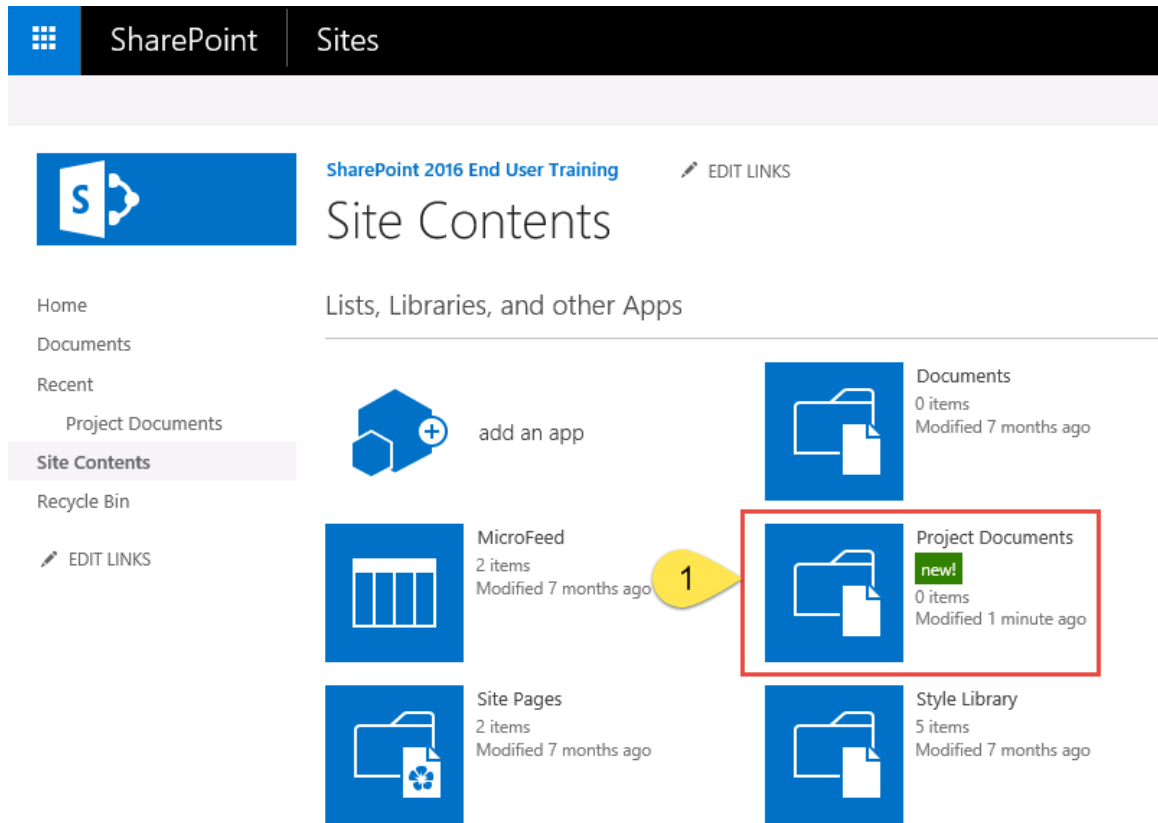 SharePoint
Sites
S
SharePoint 2016 End User Training
EDIT LINKS
Site Contents
Home
Documents
Recent
Project Documents
Site Contents
Recycle Bin
EDIT LINKS
Lists, Libraries, and other Apps
add an app
Documents
0 items
Modified 7 months ago
MicroFeed
2 items
Modified 7 months ago
1
Project Documents
new!
0 items
Modified 1 minute ago
Site Pages
2 items
Modified 7 months ago
Style Library
5 items
Modified 7 months ago